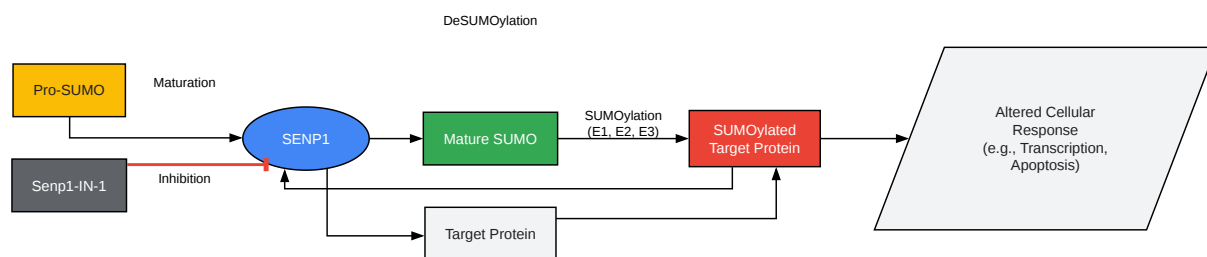 DeSUMOylation
Pro-SUMO
Maturation
SENP1
Mature SUMO
SUMOylation
(E1, E2, E3)
SUMOylated
Target Protein
Altered Cellular
Response
(e.g., Transcription,
Apoptosis)
Senp1-IN-1
Inhibition
Target Protein